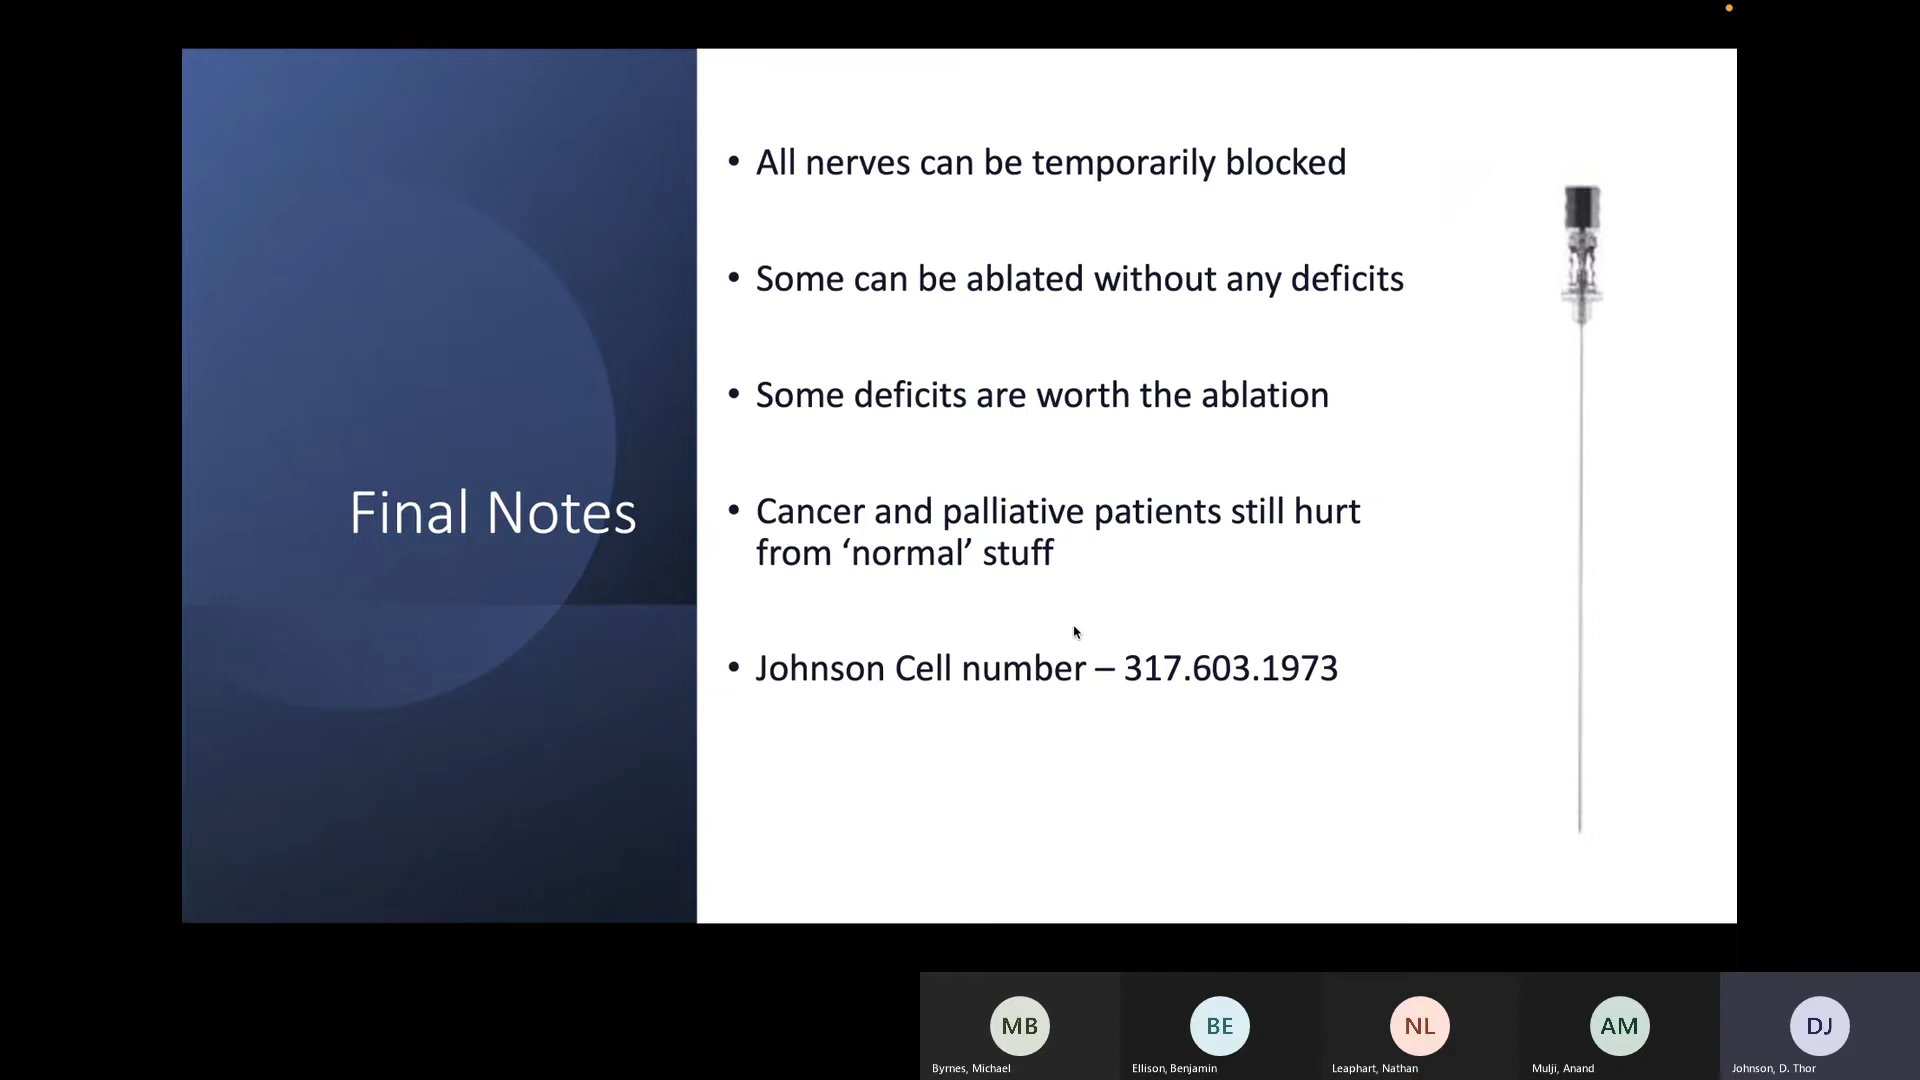 Final Notes
• All nerves can be temporarily blocked
• Some can be ablated without any deficits
• Some deficits are worth the ablation
• Cancer and palliative patients still hurt
from ‘normal’ stuff
• Johnson Cell number – 317.603.1973
MB
BE
NL
AM
DJ
Byrnes, Michael
Ellison, Benjamin
Leaphart, Nathan
Mulji, Anand
Johnson, D. Thor